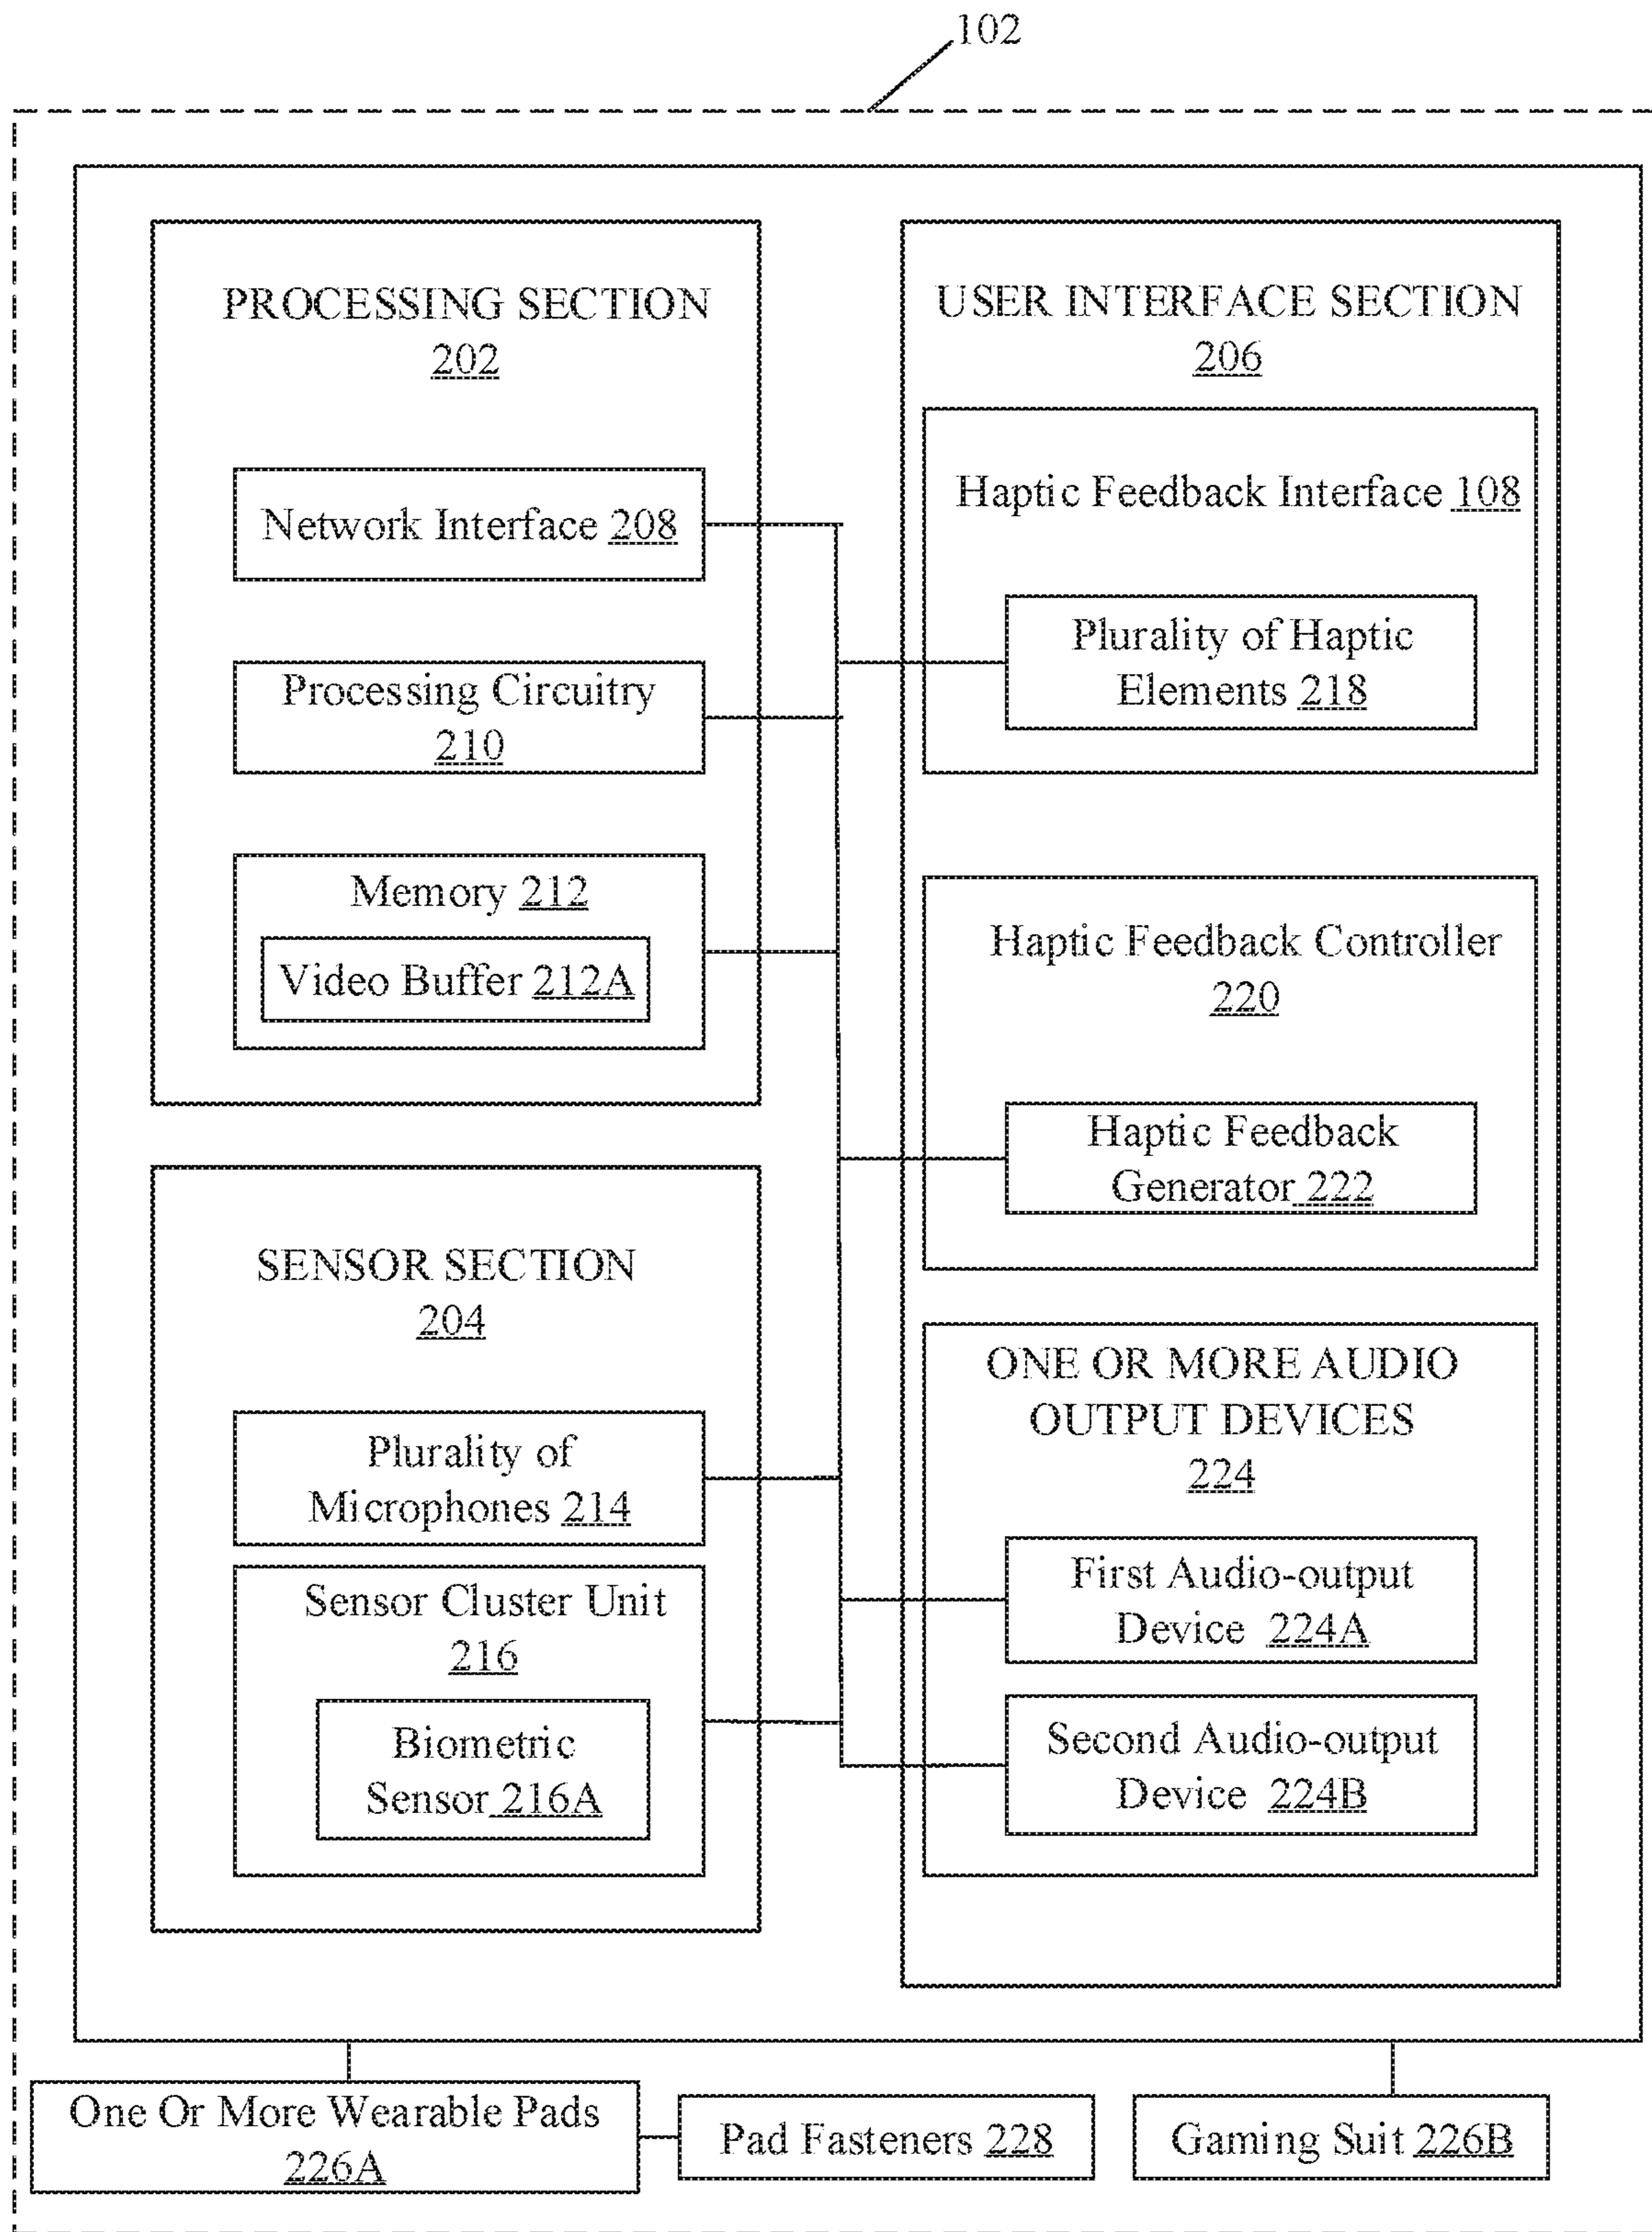 102
PROCESSING SECTION
202
Network Interface 208
Processing Circuitry
210
Memory 212
Video Buffer 212A
SENSOR SECTION
204
Plurality of
Microphones 214
Sensor Cluster Unit
216
Biometric
Sensor 216A
USER INTERFACE SECTION
206
Haptic Feedback Interface 108
Plurality of Haptic
Elements 218
Haptic Feedback Controller
220
Haptic Feedback
Generator 222
ONE OR MORE AUDIO
OUTPUT DEVICES
224
First Audio-output
Device 224A
Second Audio-output
Device 224B
One Or More Wearable Pads
226A
Pad Fasteners 228
Gaming Suit 226B